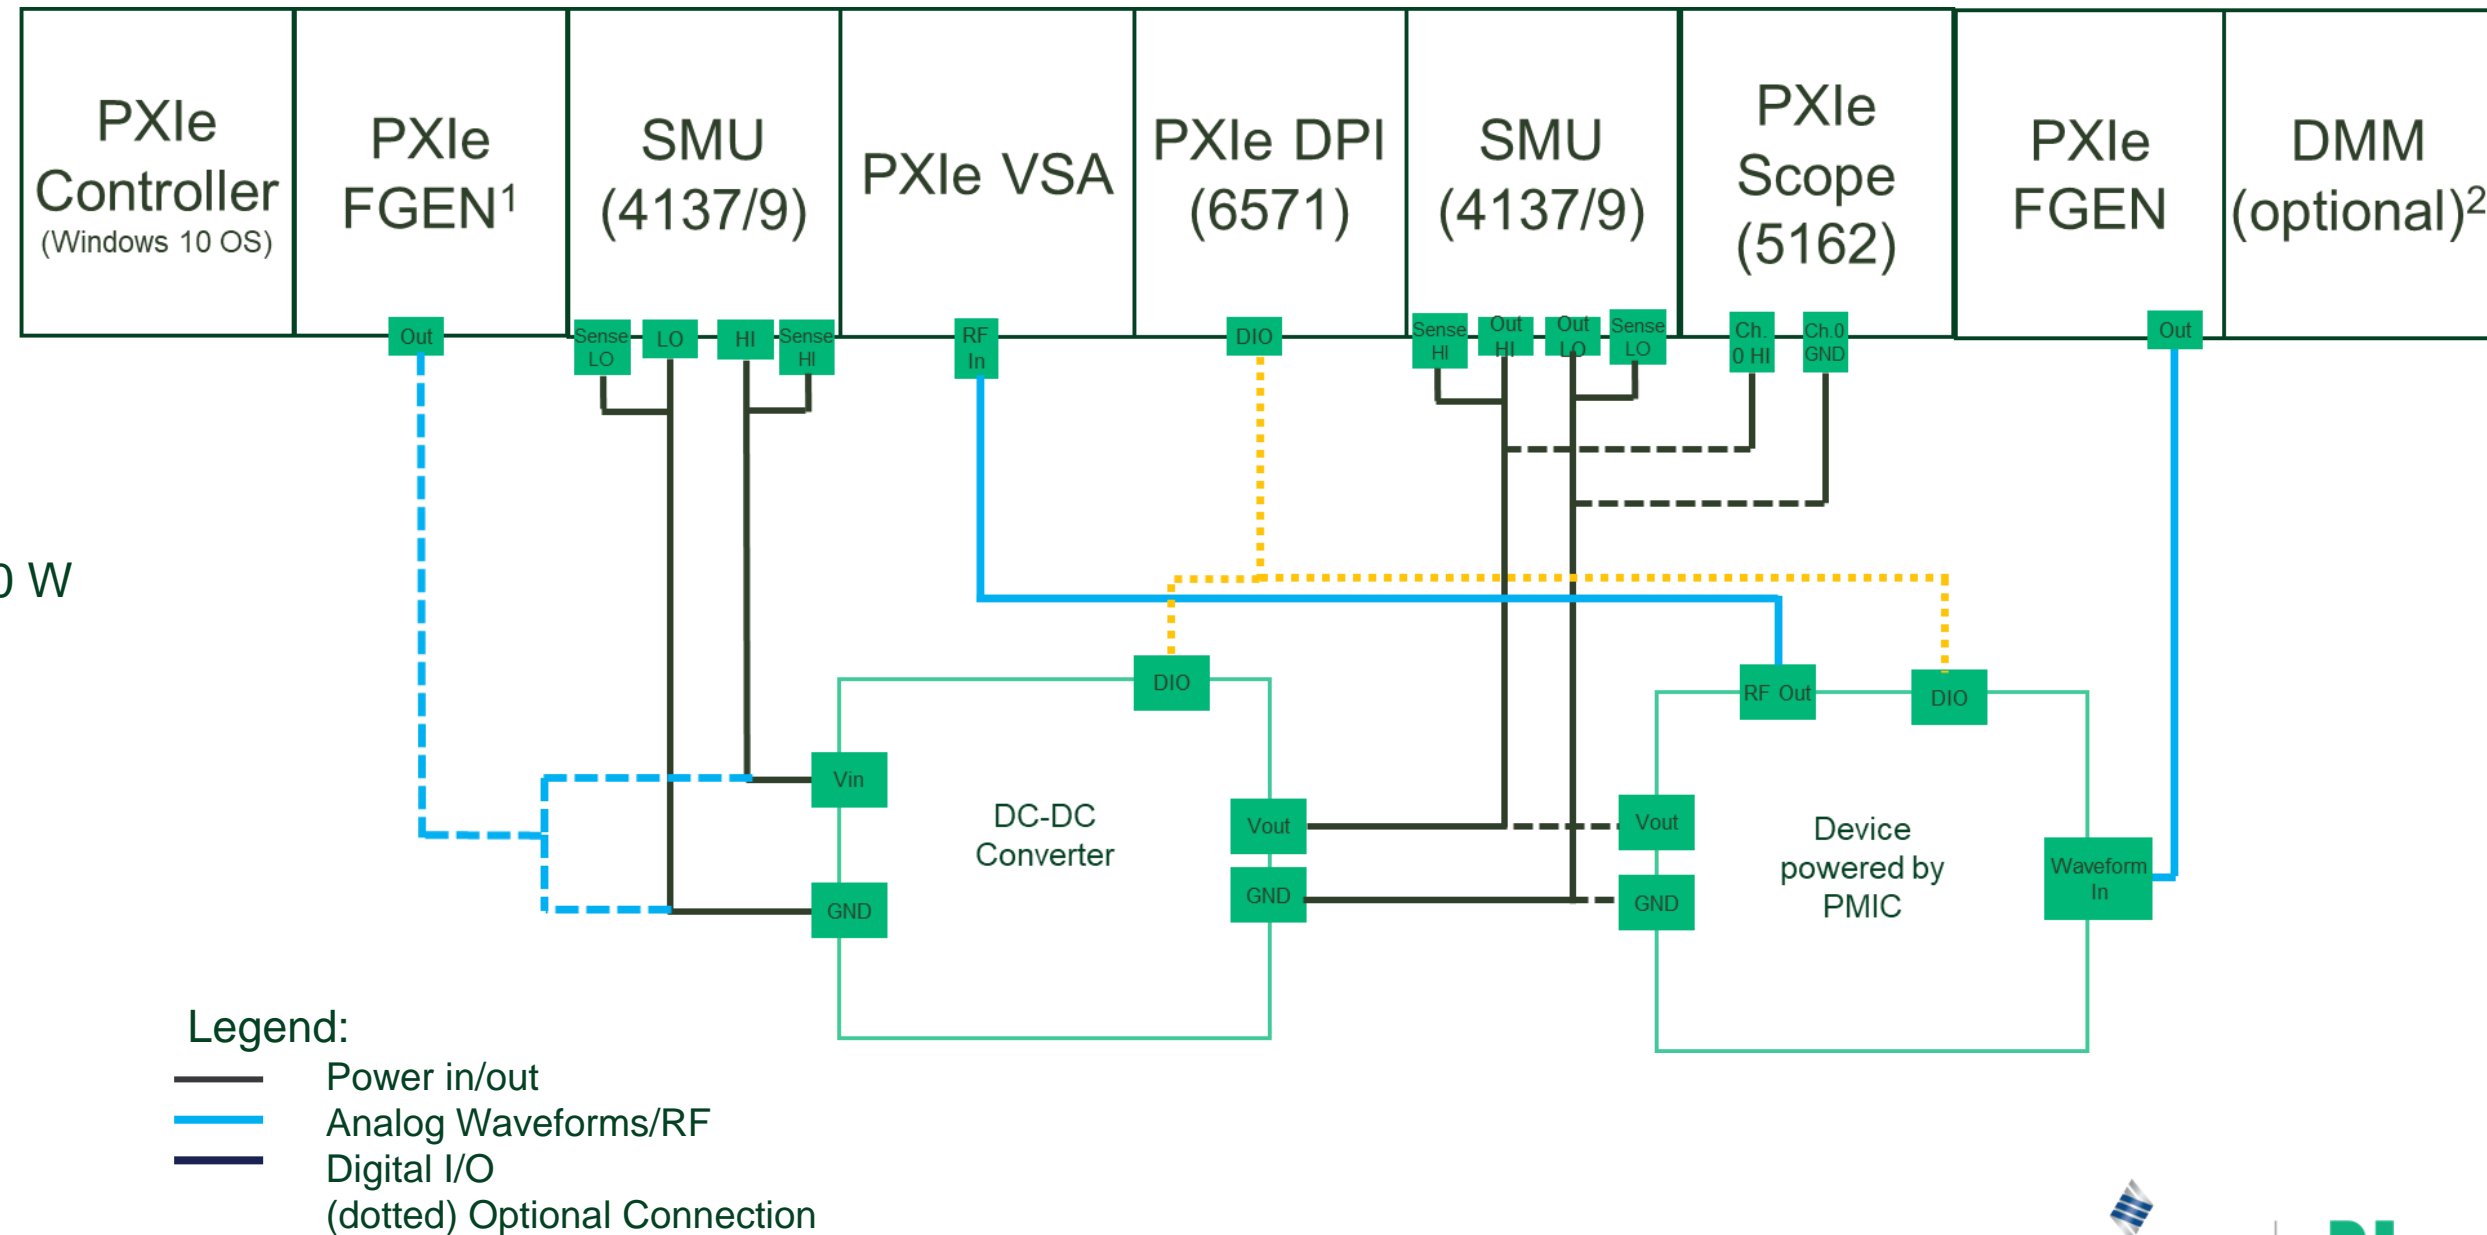 PXIe
Controller
(Windows 10 OS)
PXIe
FGEN¹
SMU
(4137/9)
PXIe VSA
PXIe DPI
(6571)
SMU
(4137/9)
PXIe
Scope
(5162)
PXIe
FGEN
DMM
(optional)²
Out
Sense
LO
LO
HI
Sense
HI
RF
In
DIO
Sense
HI
Out
HI
Out
LO
Sense
LO
Ch.
0 HI
Ch.0
GND
Out
0 W
DIO
RF Out
DIO
Vin
DC-DC
Converter
Vout
GND
GND
Vout
GND
Device
powered by
PMIC
Waveform
In
Legend:
Power in/out
Analog Waveforms/RF
Digital I/O
(dotted) Optional Connection